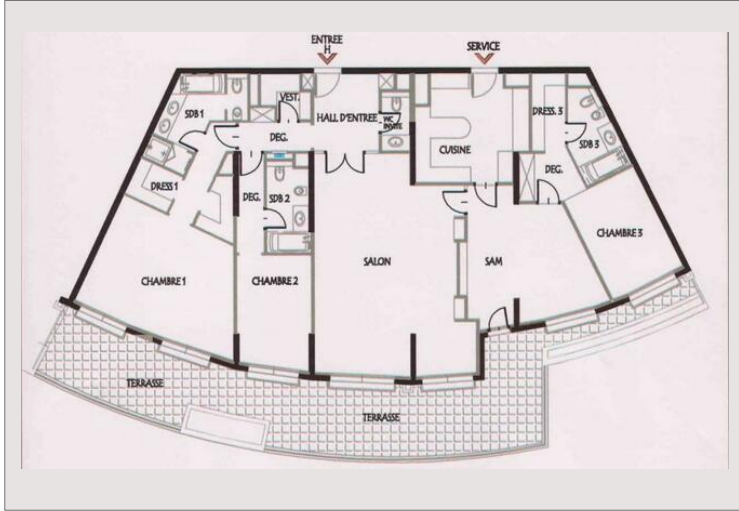 ENTREE
H
SERVICE
VEST.
SDB 1
HALL D'ENTREE
WC
INVITE
DRESS. 3
DEG.
CUISINE
SDB 3
DRESS 1
DEG.
SDB 2
DEG.
CHAMBRE 3
SALON
SAM
CHAMBRE 1
CHAMBRE 2
TERRASSE
TERRASSE